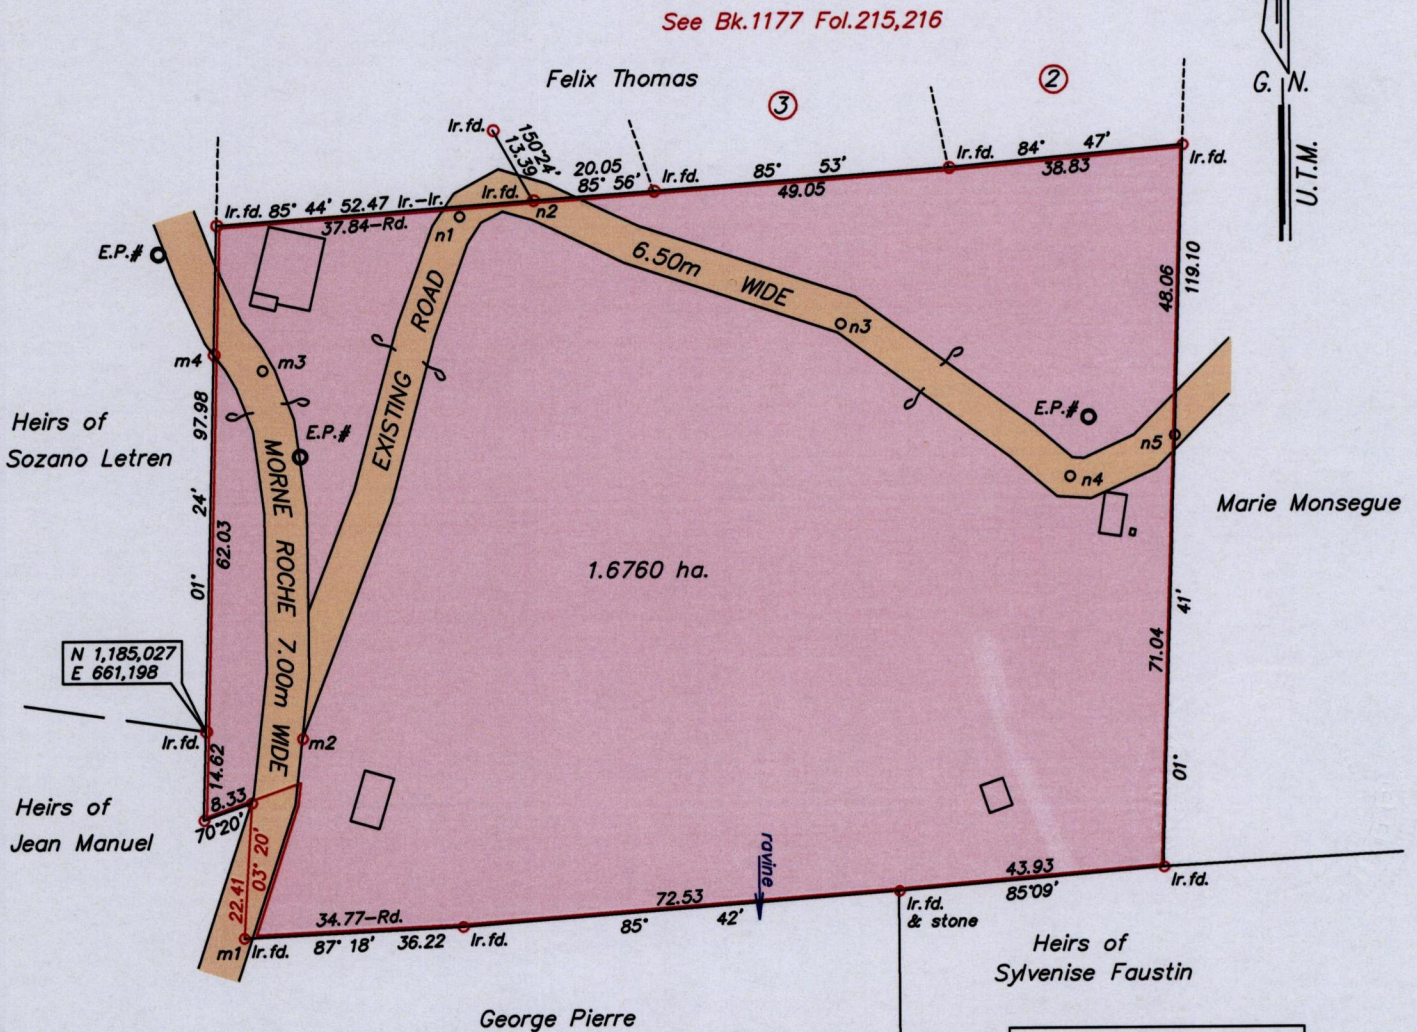 See Bk.1177 Fol.215,216
G. N.
U.T.M.
Felix Thomas
3
2
Ir.fd.
150°24'
13.39
20.05
85° 56'
Ir.fd.
85° 53'
49.05
Ir.fd.
84° 47'
38.83
Ir.fd.
Ir.fd. 85° 44' 52.47 Ir.-Ir.
37.84-Rd.
Ir.fd.
n1
n2
E.P.#
6.50m WIDE
n3
EXISTING ROAD
48.06
119.10
m4
m3
E.P.#
E.P.#
n4
n5
Heirs of
Sozano Letren
97.98
24'
01°
62.03
MORNE ROCHE 7.00m WIDE
Marie Monsegue
1.6760 ha.
41'
71.04
01°
N 1,185,027
E 661,198
Ir.fd.
m2
14.62
8.33
70°20'
Heirs of
Jean Manuel
22.41
03° 20'
ravine
m1
Ir.fd.
34.77-Rd.
87° 18' 36.22
Ir.fd.
72.53
85° 42'
Ir.fd.
& stone
43.93
85°09'
Ir.fd.
Heirs of
Sylvenise Faustin
George Pierre